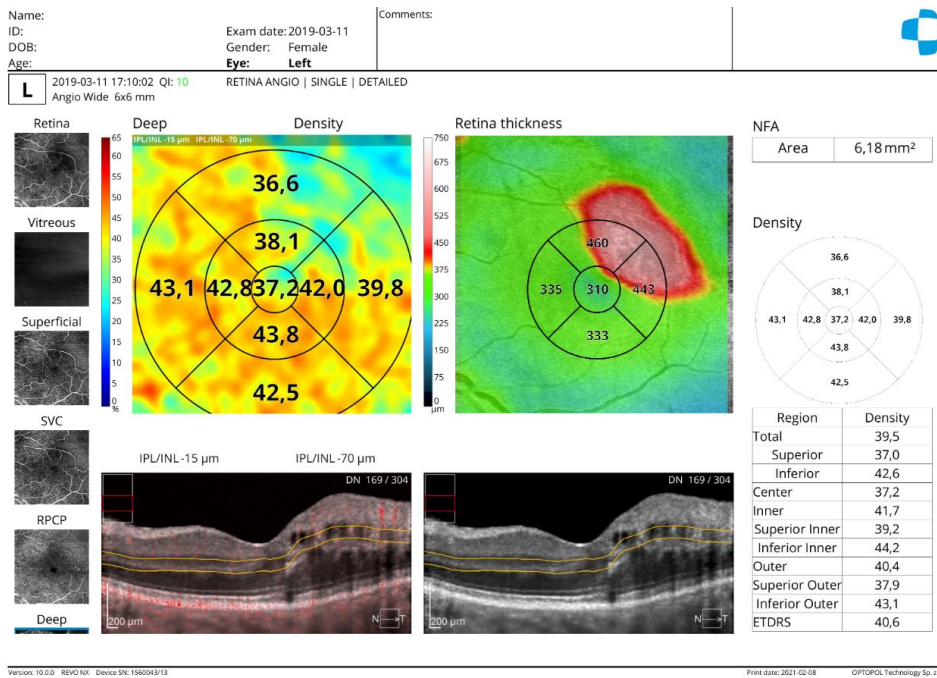 Name:
ID:
DOB:
Age:
Exam date: 2019-03-11
Gender: Female
Eye: Left
Comments:
L
2019-03-11 17:10:02 QI: 10
Angio Wide 6x6 mm
RETINA ANGIO | SINGLE | DETAILED
Retina
Vitreous
Superficial
SVC
RPCP
Deep
Deep Density
IPL/INL -15 µm IPL/INL -70 µm
65
60
55
50
45
40
35
30
25
20
15
10
5
0
%
36,6
38,1
43,1 42,8 37,2 42,0 39,8
43,8
42,5
Retina thickness
750
675
600
525
450
375
300
225
150
75
0
µm
460
335 310 443
333
NFA
Area 6,18 mm²
Density
36,6
38,1
43,1 42,8 37,2 42,0 39,8
43,8
42,5
Region Density
Total 39,5
Superior 37,0
Inferior 42,6
Center 37,2
Inner 41,7
Superior Inner 39,2
Inferior Inner 44,2
Outer 40,4
Superior Outer 37,9
Inferior Outer 43,1
ETDRS 40,6
IPL/INL -15 µm IPL/INL -70 µm
DN 169 / 304
200 µm
N T
DN 169 / 304
200 µm
N T
Version: 10.0.0 REVO NX Device SN: 1560043/13
Print date: 2021-02-08 OPTOPOL Technology Sp. z